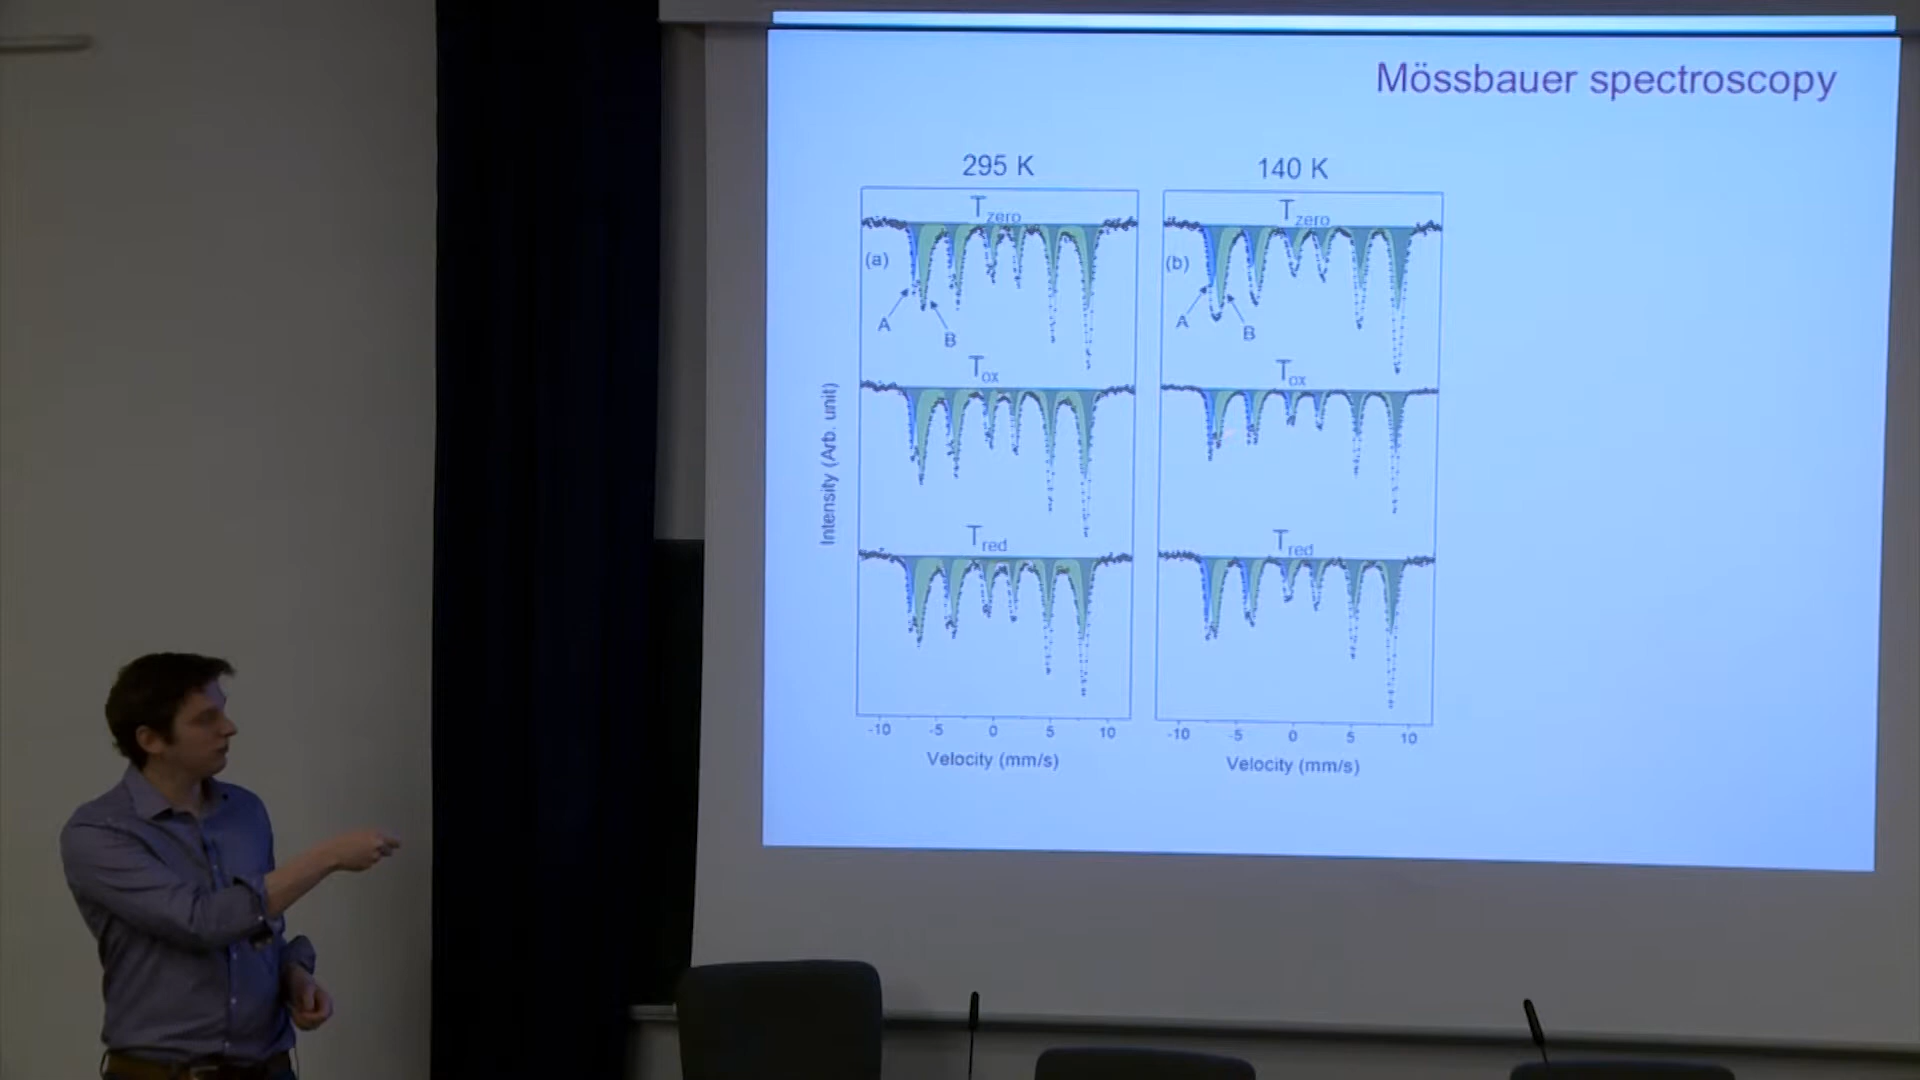 Mössbauer spectroscopy
295 K
140 K
Tzero
Tzero
(a)
(b)
A
B
A
B
Tox
Tox
Intensity (Arb. unit)
Tred
Tred
-10 -5 0 5 10
-10 -5 0 5 10
Velocity (mm/s)
Velocity (mm/s)